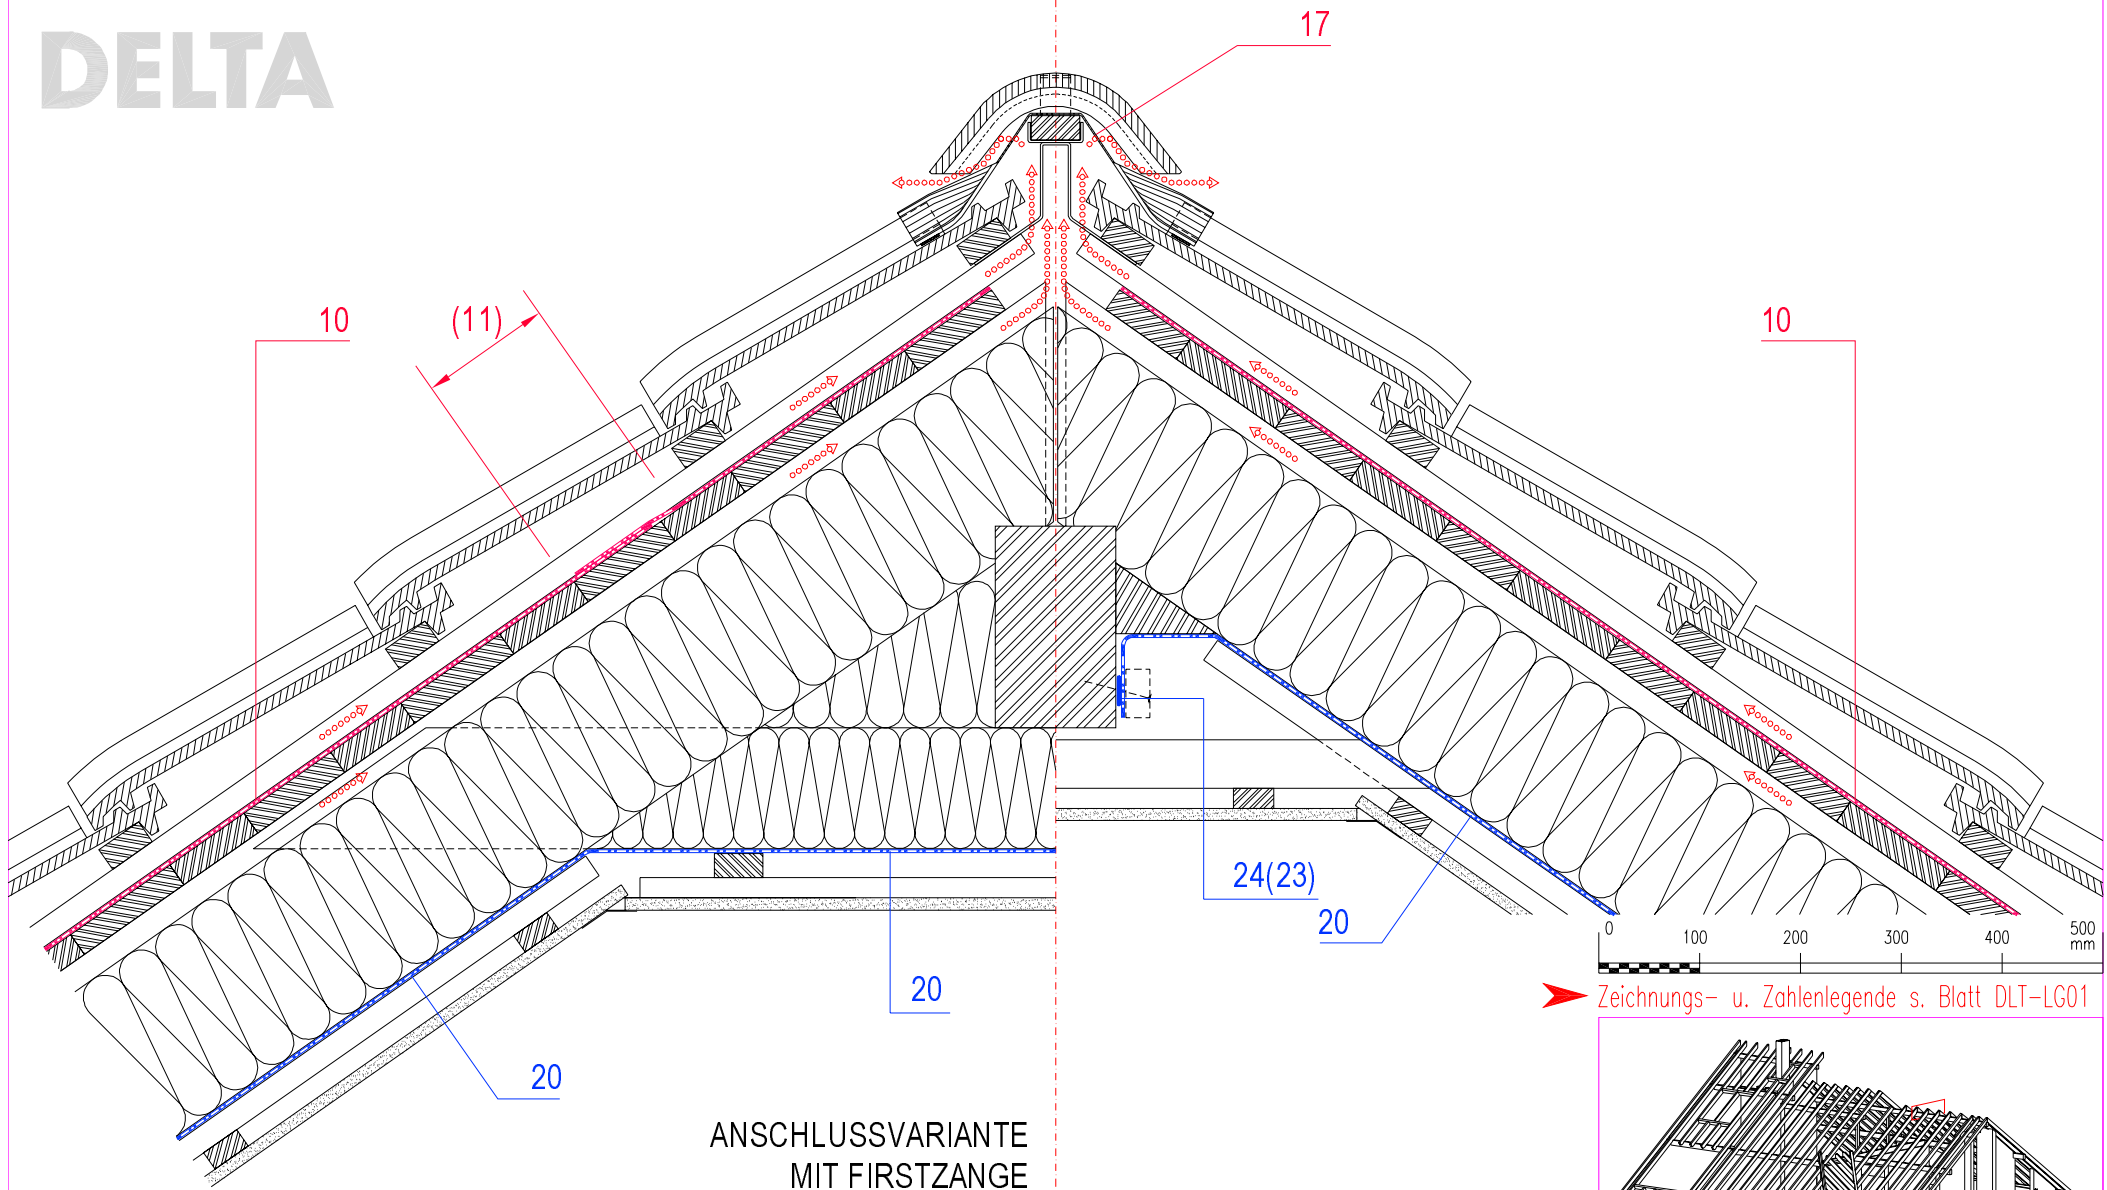 DELTA
17
10
(11)
10
24(23)
20
20
20
0 100 200 300 400 500
mm
Zeichnungs- u. Zahlenlegende s. Blatt DLT-LG01
ANSCHLUSSVARIANTE
MIT FIRSTZANGE